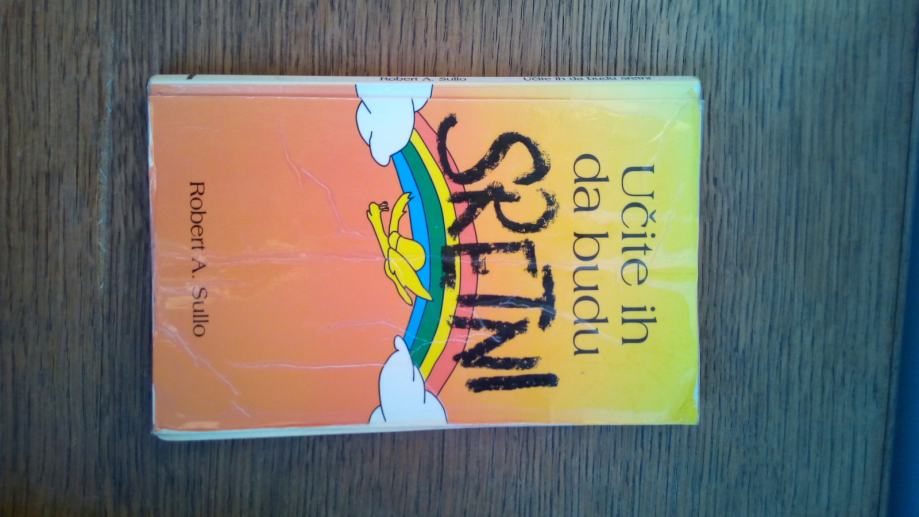 Učite ih
da budu
SRETNI
Robert A. Sullo
Robert A. Sullo
Učite ih da budu sretni